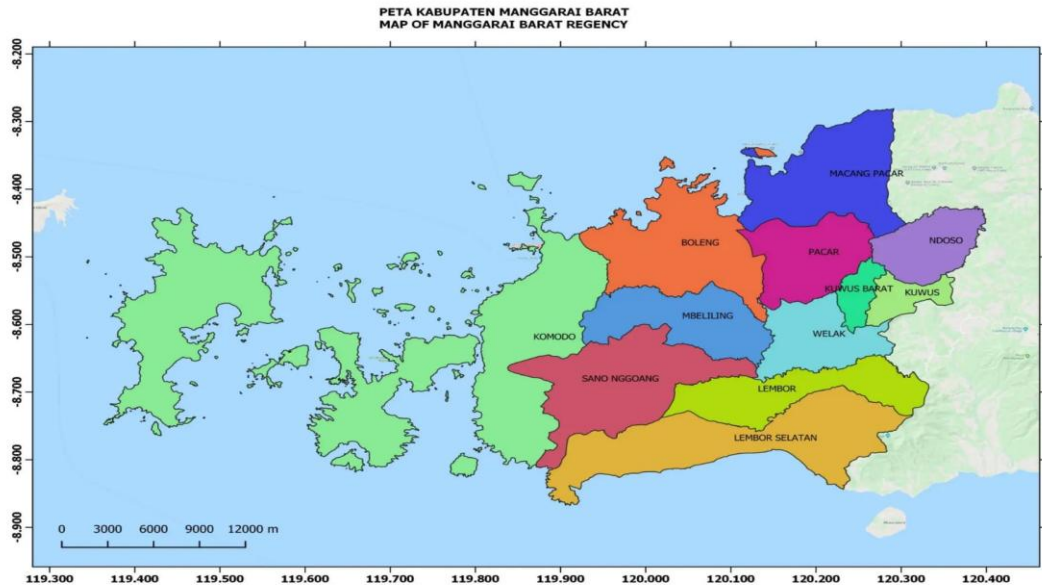 PETA KABUPATEN MANGGARAI BARAT
MAP OF MANGGARAI BARAT REGENCY
-8.200
-8.300
-8.400
-8.500
-8.600
-8.700
-8.800
-8.900
MACANG PACAR
BOLENG
PACAR
NDOSO
KUWUS BARAT
KUWUS
MBELILING
KOMODO
WELAK
SANO NGGOANG
LEMBOR
LEMBOR SELATAN
0 3000 6000 9000 12000 m
119.300 119.400 119.500 119.600 119.700 119.800 119.900 120.000 120.100 120.200 120.300 120.400